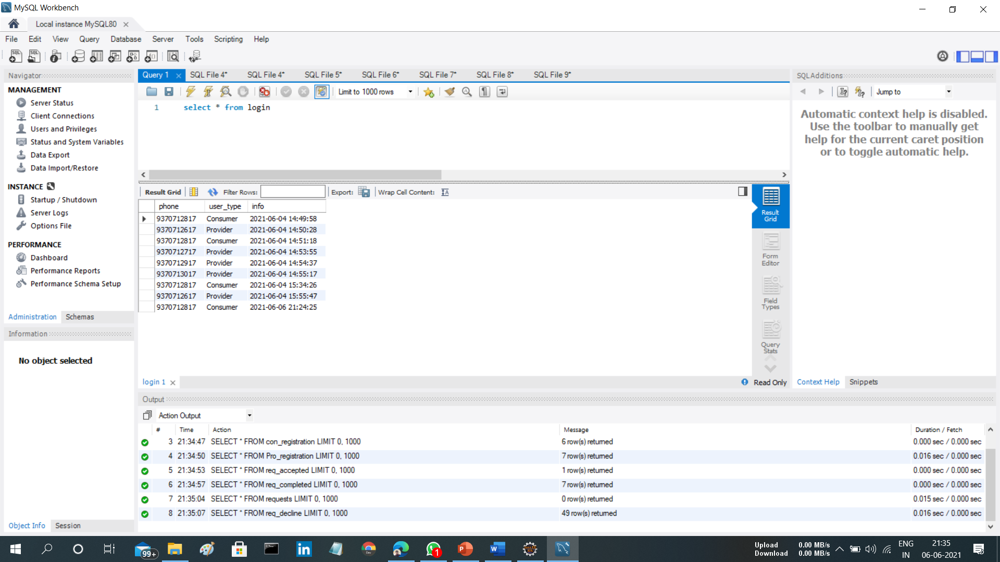 MySQL Workbench
Local instance MySQL80
File Edit View Query Database Server Tools Scripting Help
Navigator
MANAGEMENT
Server Status
Client Connections
Users and Privileges
Status and System Variables
Data Export
Data Import/Restore
INSTANCE
Startup / Shutdown
Server Logs
Options File
PERFORMANCE
Dashboard
Performance Reports
Performance Schema Setup
Administration Schemas
Information
No object selected
Object Info Session
Query 1 SQL File 4* SQL File 4* SQL File 5* SQL File 6* SQL File 7* SQL File 8* SQL File 9*
Limit to 1000 rows
1 select * from login
Result Grid Filter Rows: Export: Wrap Cell Content:
phone user_type info
9370712817 Consumer 2021-06-04 14:49:58
9370712617 Provider 2021-06-04 14:50:28
9370712817 Consumer 2021-06-04 14:51:18
9370712717 Provider 2021-06-04 14:53:55
9370712917 Provider 2021-06-04 14:54:37
9370713017 Provider 2021-06-04 14:55:17
9370712817 Consumer 2021-06-04 15:34:26
9370712617 Provider 2021-06-04 15:55:47
9370712817 Consumer 2021-06-06 21:24:25
Result
Grid
Form
Editor
Field
Types
Query
Stats
login 1
Read Only
SQLAdditions
Jump to
Automatic context help is disabled.
Use the toolbar to manually get
help for the current caret position
or to toggle automatic help.
Context Help Snippets
Output
Action Output
# Time Action Message Duration / Fetch
3 21:34:47 SELECT * FROM con_registration LIMIT 0, 1000 6 row(s) returned 0.000 sec / 0.000 sec
4 21:34:50 SELECT * FROM Pro_registration LIMIT 0, 1000 7 row(s) returned 0.016 sec / 0.000 sec
5 21:34:53 SELECT * FROM req_accepted LIMIT 0, 1000 1 row(s) returned 0.000 sec / 0.000 sec
6 21:34:57 SELECT * FROM req_completed LIMIT 0, 1000 7 row(s) returned 0.000 sec / 0.000 sec
7 21:35:04 SELECT * FROM requests LIMIT 0, 1000 0 row(s) returned 0.015 sec / 0.000 sec
8 21:35:07 SELECT * FROM req_decline LIMIT 0, 1000 49 row(s) returned 0.016 sec / 0.000 sec
99+
1
Upload 0.00 MB/s
Download 0.00 MB/s
ENG
IN
21:35
06-06-2021